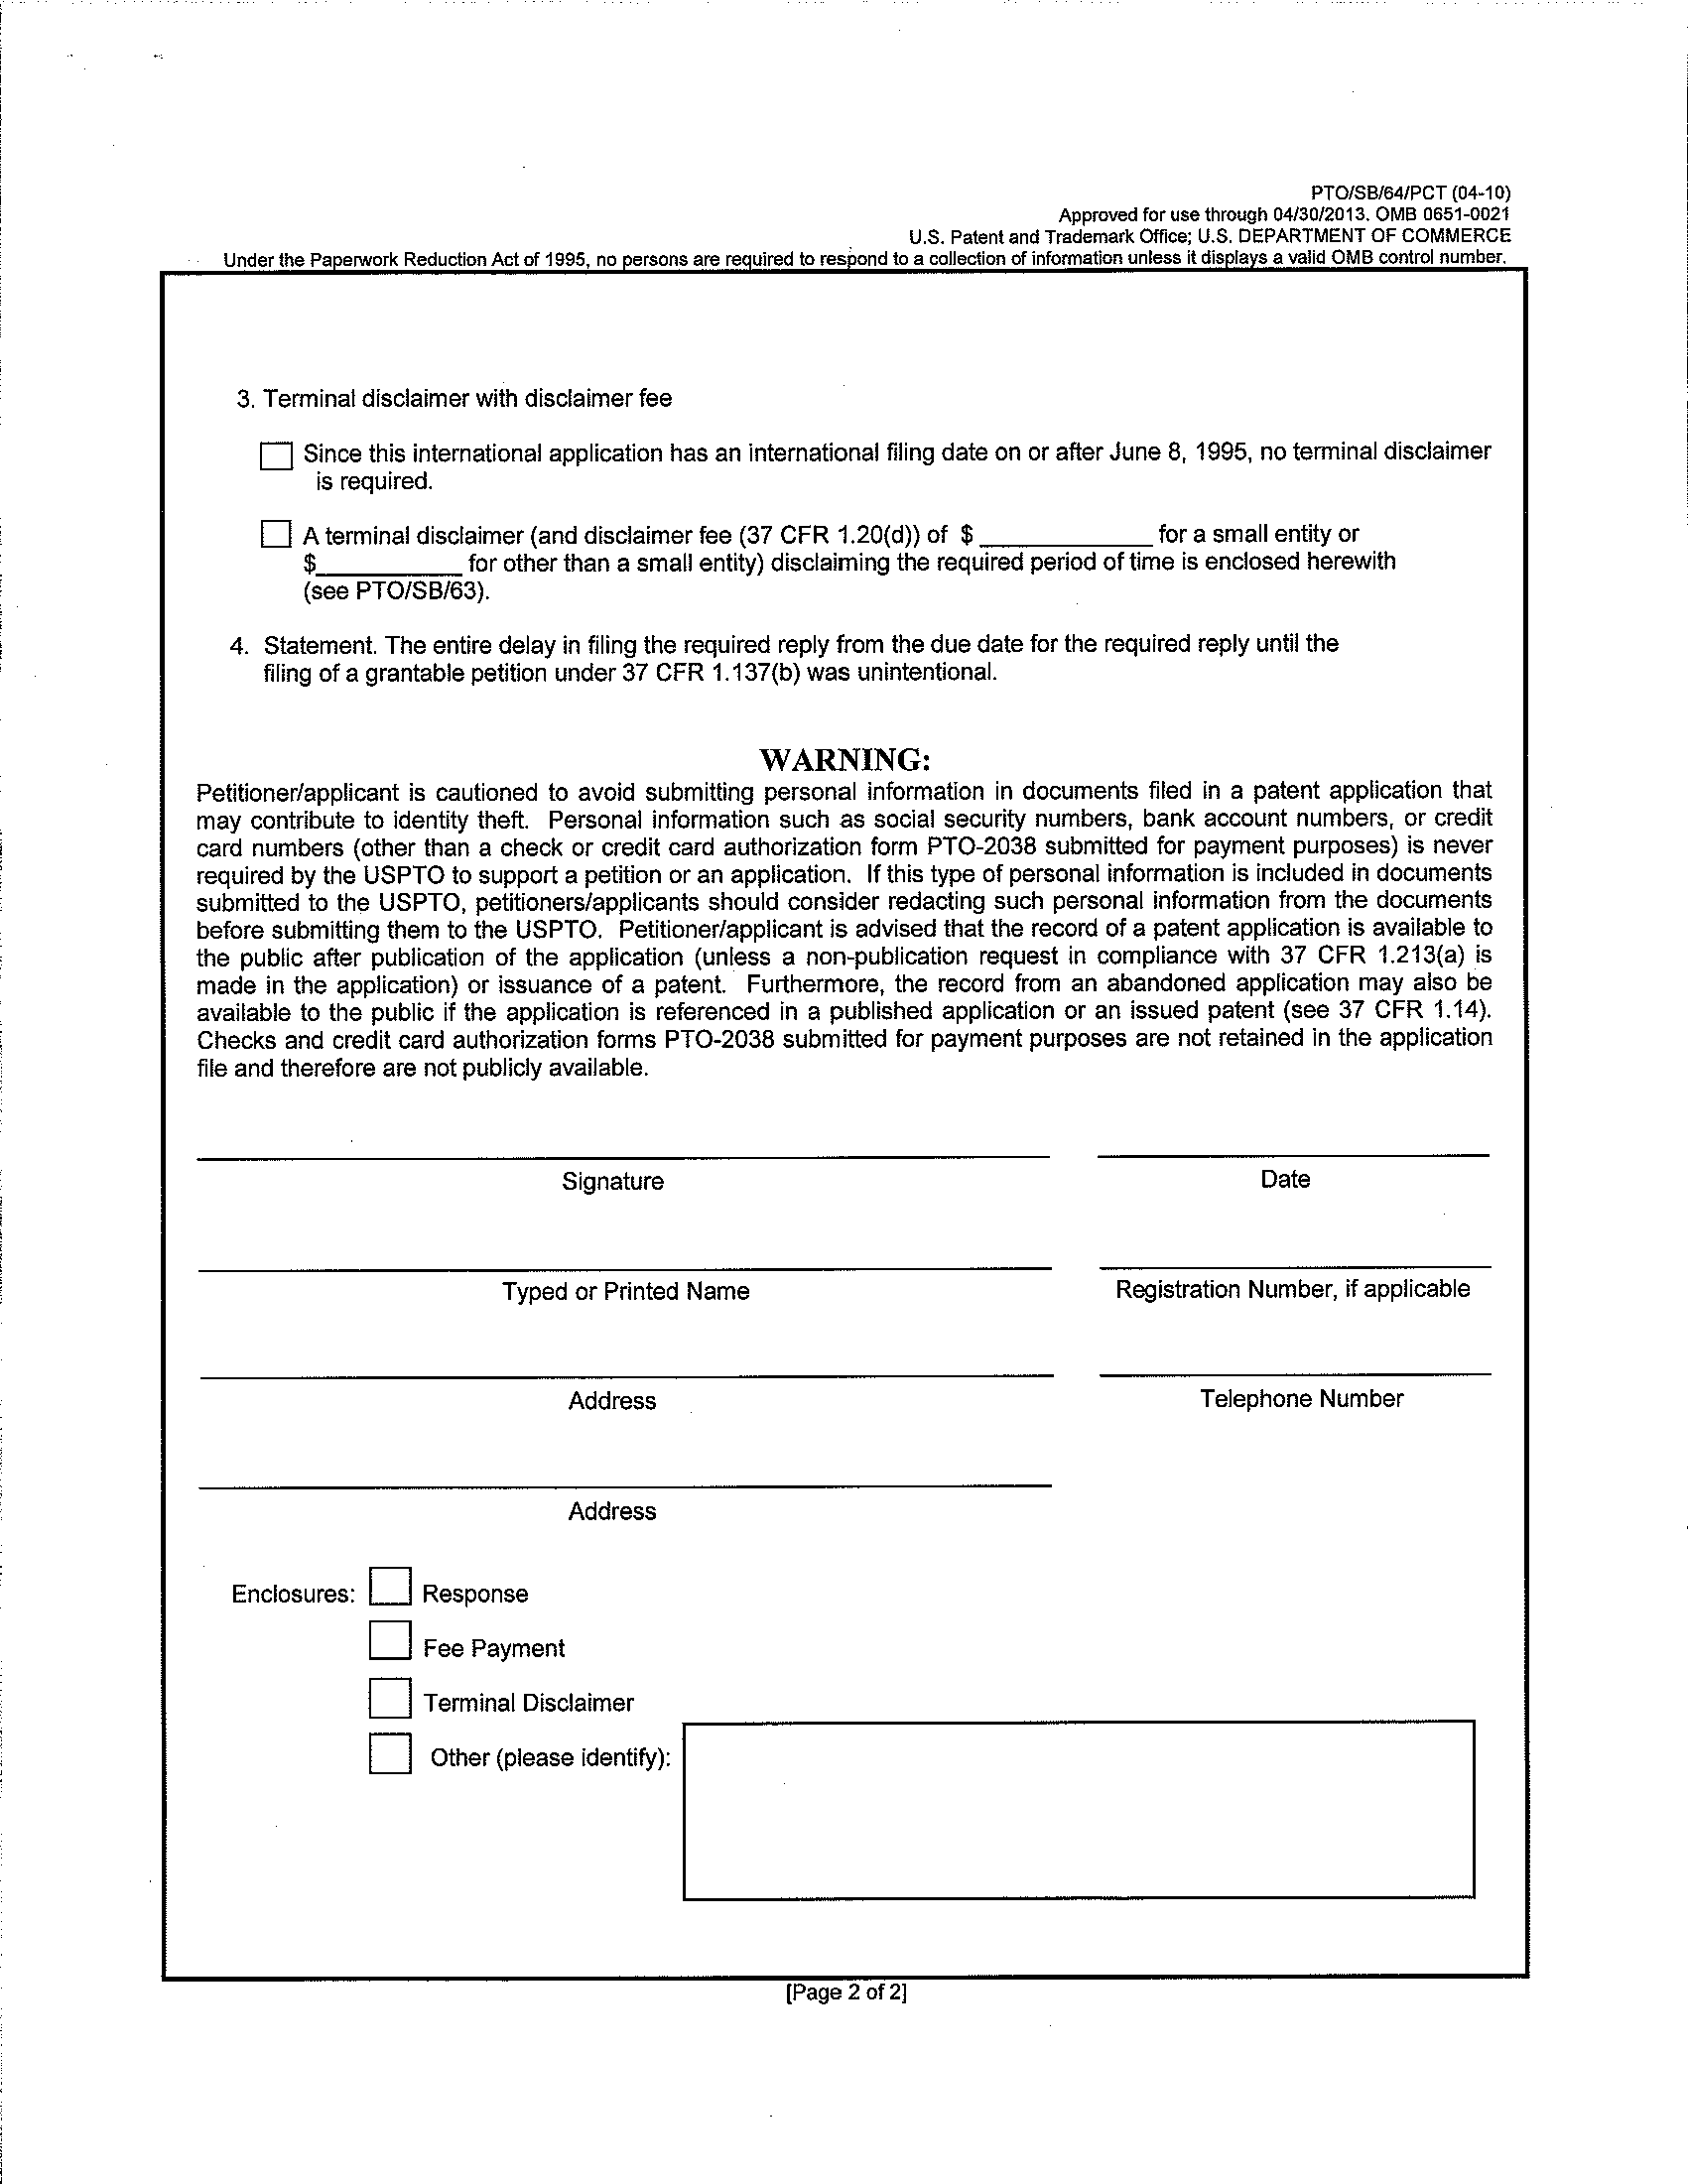 PTO/SB/64/PCT (04-10)
Approved for use through 04/30/2013. OMB 0651-0021
U.S. Patent and Trademark Office; U.S. DEPARTMENT OF COMMERCE
Under the Paperwork Reduction Act of 1995, no persons are required to respond to a collection of information unless it displays a valid OMB control number.
3. Terminal disclaimer with disclaimer fee
Since this international application has an international filing date on or after June 8, 1995, no terminal disclaimer
is required.
A terminal disclaimer (and disclaimer fee (37 CFR 1.20(d)) of $ ______________ for a small entity or
$____________ for other than a small entity) disclaiming the required period of time is enclosed herewith
(see PTO/SB/63).
4. Statement. The entire delay in filing the required reply from the due date for the required reply until the
filing of a grantable petition under 37 CFR 1.137(b) was unintentional.
WARNING:
Petitioner/applicant is cautioned to avoid submitting personal information in documents filed in a patent application that
may contribute to identity theft. Personal information such as social security numbers, bank account numbers, or credit
card numbers (other than a check or credit card authorization form PTO-2038 submitted for payment purposes) is never
required by the USPTO to support a petition or an application. If this type of personal information is included in documents
submitted to the USPTO, petitioners/applicants should consider redacting such personal information from the documents
before submitting them to the USPTO. Petitioner/applicant is advised that the record of a patent application is available to
the public after publication of the application (unless a non-publication request in compliance with 37 CFR 1.213(a) is
made in the application) or issuance of a patent. Furthermore, the record from an abandoned application may also be
available to the public if the application is referenced in a published application or an issued patent (see 37 CFR 1.14).
Checks and credit card authorization forms PTO-2038 submitted for payment purposes are not retained in the application
file and therefore are not publicly available.
Signature Date
Typed or Printed Name Registration Number, if applicable
Address Telephone Number
Address
Enclosures: Response
Fee Payment
Terminal Disclaimer
Other (please identify):
[Page 2 of 2]